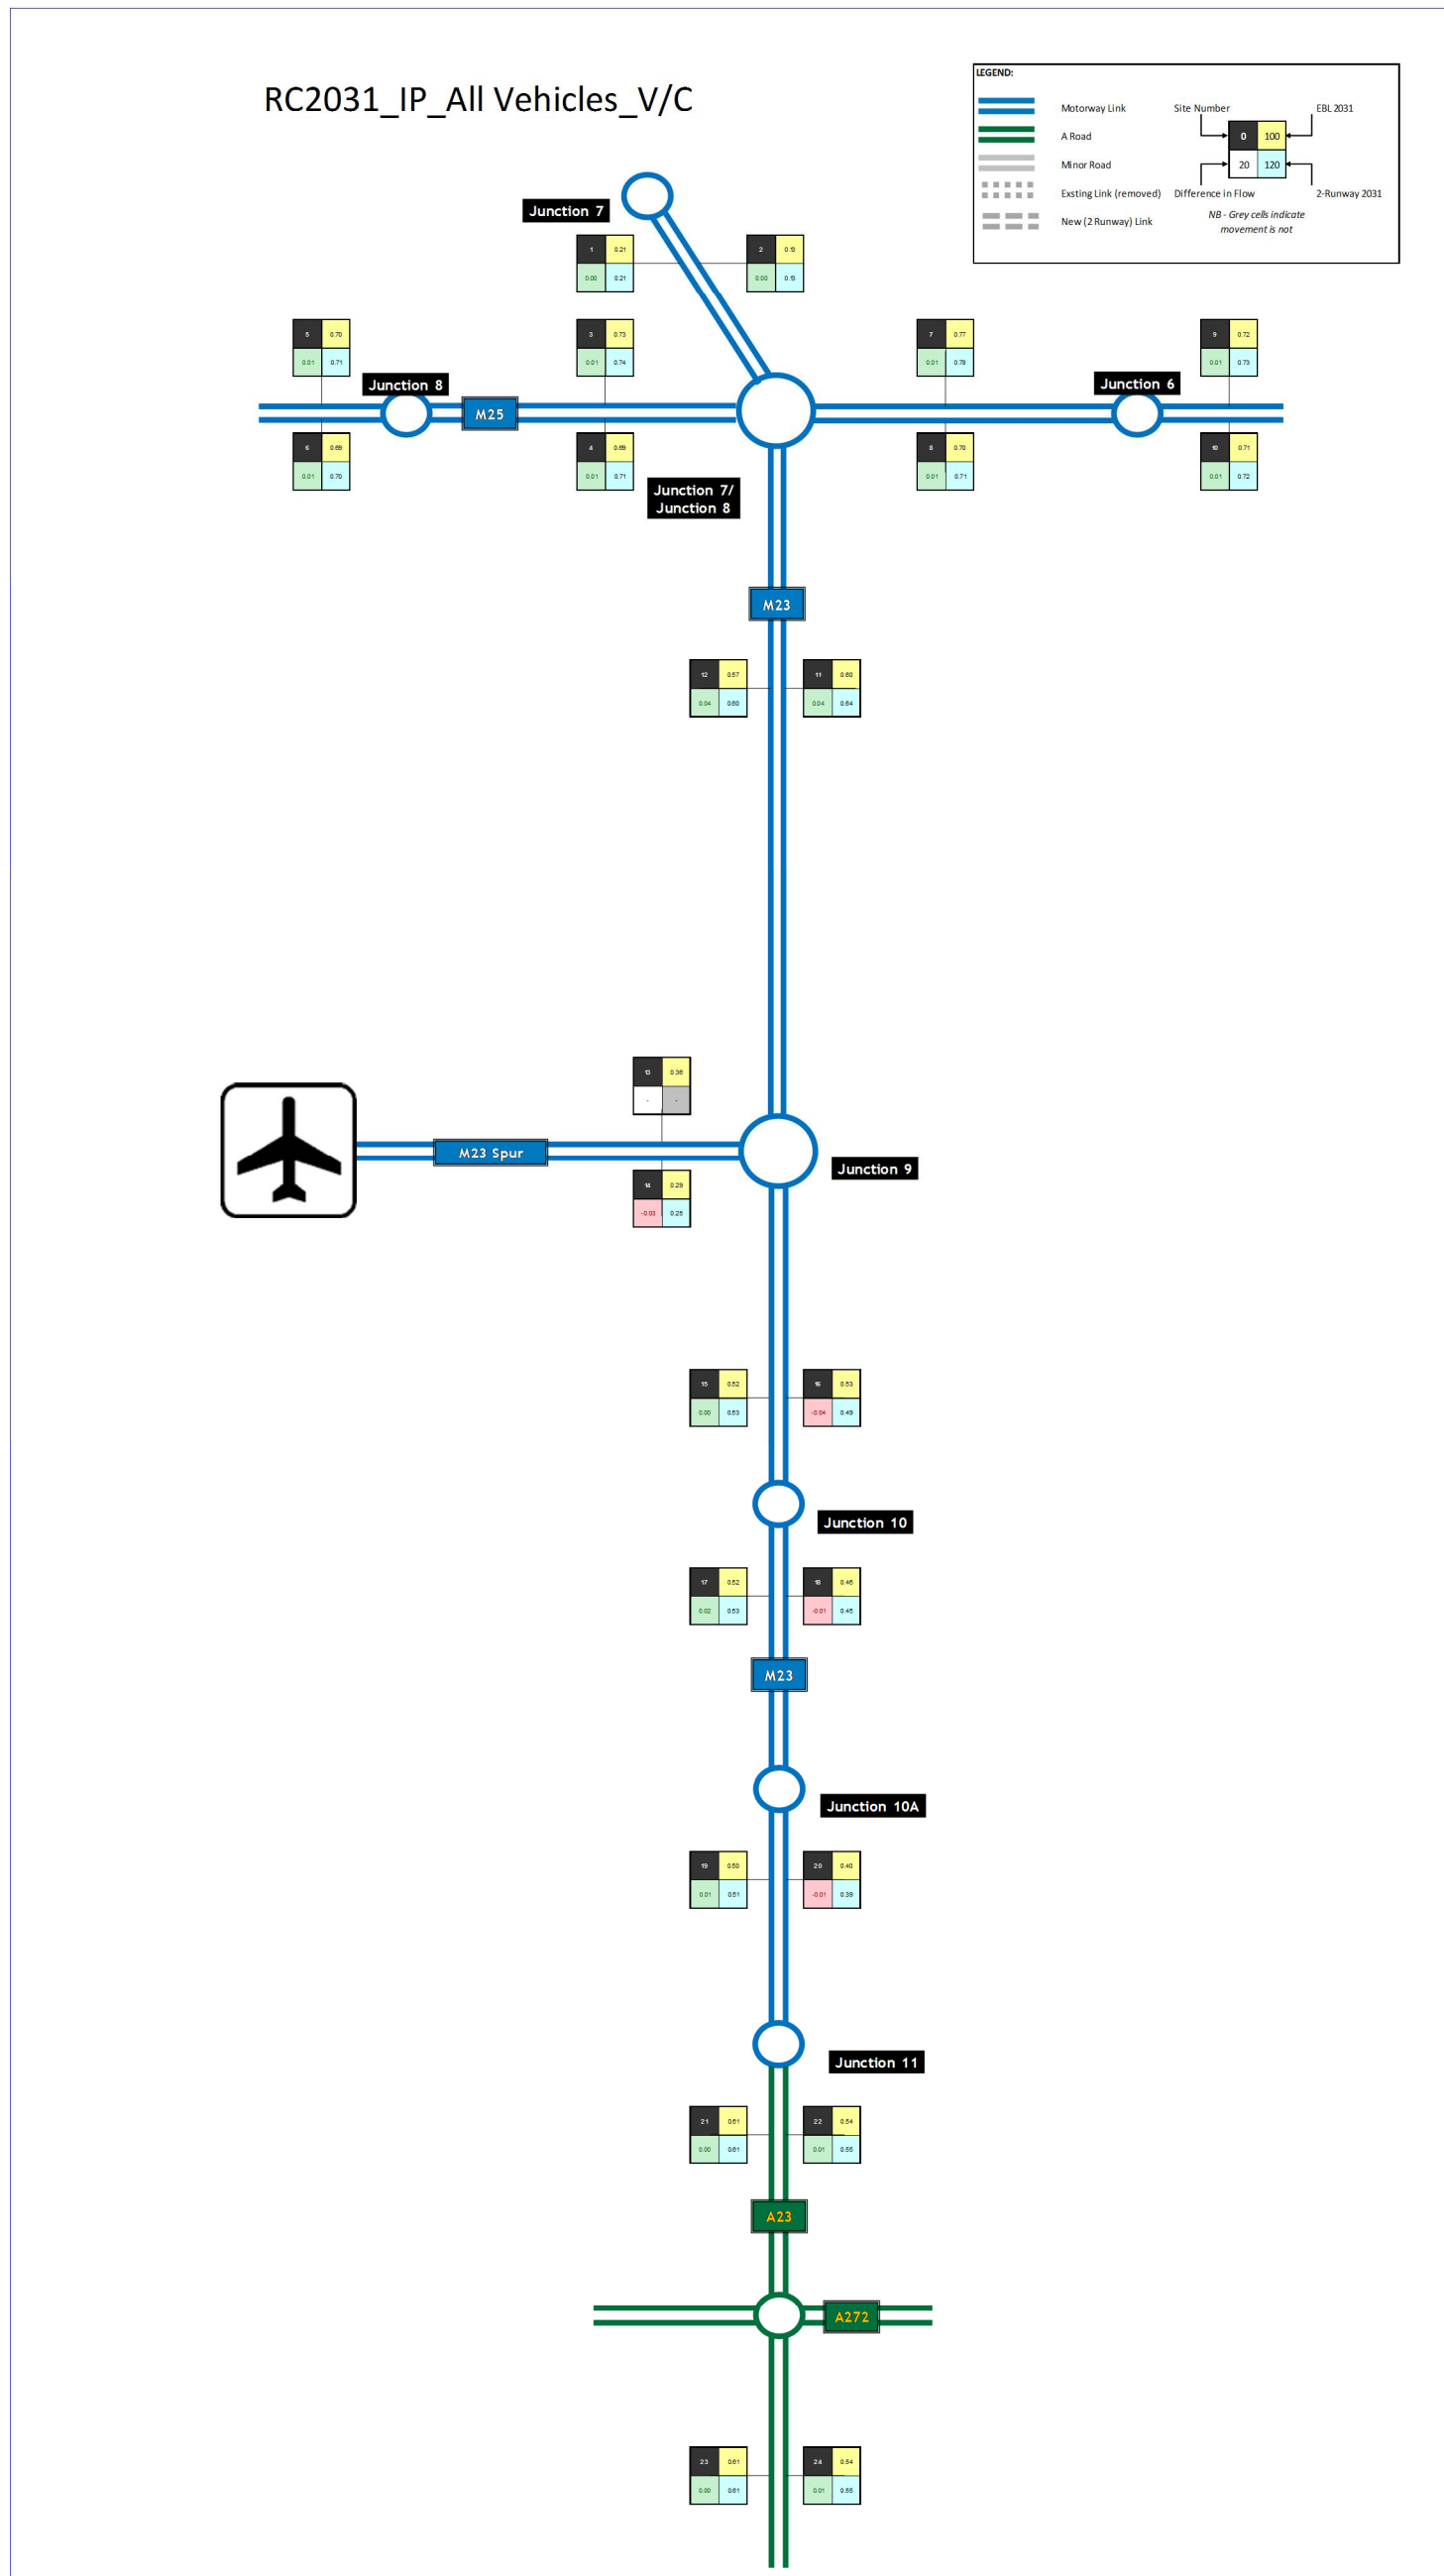 RC2031_IP_All Vehicles_V/C
LEGEND:
Motorway Link
Site Number
EBL 2031
A Road
0 100
Minor Road
20 120
Exsting Link (removed)
Difference in Flow
2-Runway 2031
New (2 Runway) Link
NB - Grey cells indicate
movement is not
Junction 7
1 0.21
0.00 0.21
2 0.13
0.00 0.13
5 0.70
0.01 0.71
3 0.73
0.01 0.74
7 0.77
0.01 0.78
9 0.72
0.01 0.73
Junction 8
M25
Junction 6
6 0.69
0.01 0.70
4 0.69
0.01 0.71
8 0.70
0.01 0.71
10 0.71
0.01 0.72
Junction 7/
Junction 8
M23
12 0.57
0.04 0.60
11 0.60
0.04 0.64
13 0.36
- -
M23 Spur
Junction 9
14 0.29
-0.03 0.25
15 0.52
0.00 0.53
16 0.53
-0.04 0.49
Junction 10
17 0.52
0.02 0.53
18 0.46
-0.01 0.45
M23
Junction 10A
19 0.50
0.01 0.51
20 0.40
-0.01 0.39
Junction 11
21 0.61
0.00 0.61
22 0.54
0.01 0.55
A23
A272
23 0.61
0.00 0.61
24 0.54
0.01 0.55